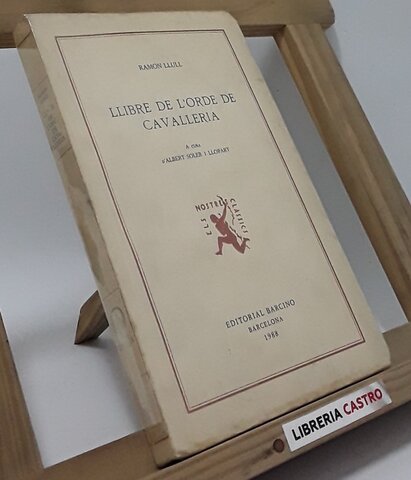 RAMON LLULL
LLIBRE DE L'ORDE DE
CAVALLERIA
A cura
d'ALBERT SOLER I LLOPART
ELS NOSTRES CLÀSSICS
EDITORIAL BARCINO
BARCELONA
1988
LIBRERIA CASTRO